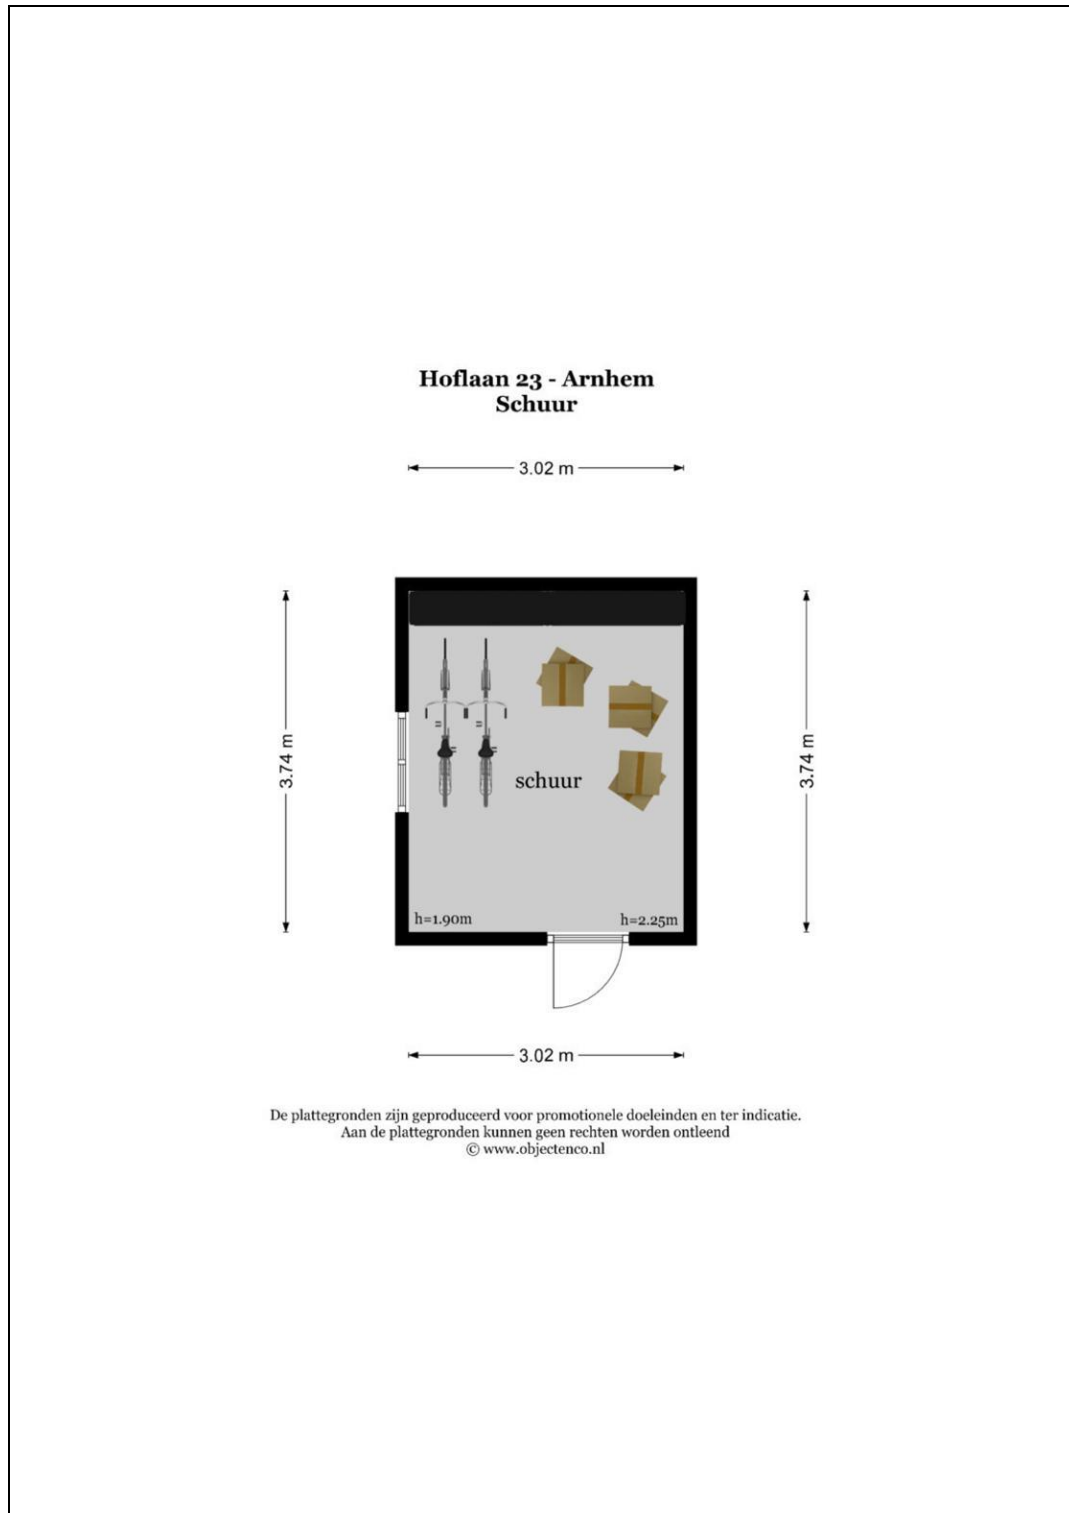 Hoflaan 23 - Arnhem
Schuur
3.02 m
3.74 m
3.74 m
schuur
h=1.90m
h=2.25m
3.02 m
De plattegronden zijn geproduceerd voor promotionele doeleinden en ter indicatie.
Aan de plattegronden kunnen geen rechten worden ontleend
© www.objectenco.nl